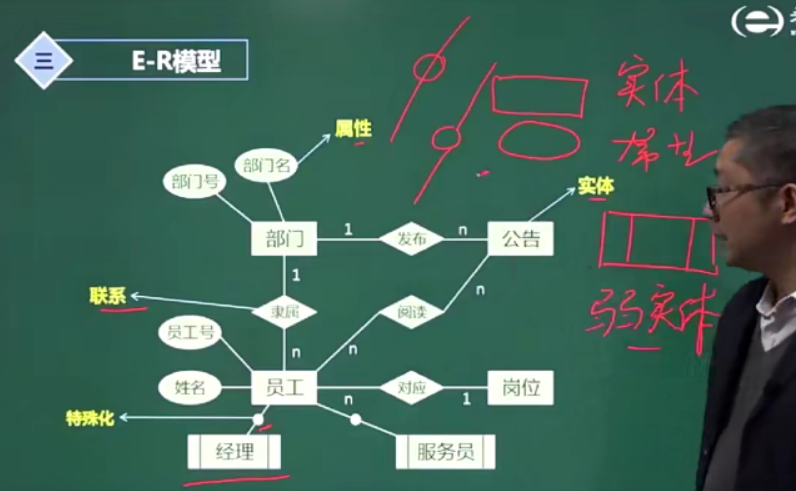 三
E-R模型
实体
属性
部门名
部门号
属性
实体
部门
1
发布
n
公告
弱实体
联系
1
隶属
阅读
n
员工号
n
n
姓名
员工
n
对应
1
岗位
特殊化
经理
服务员